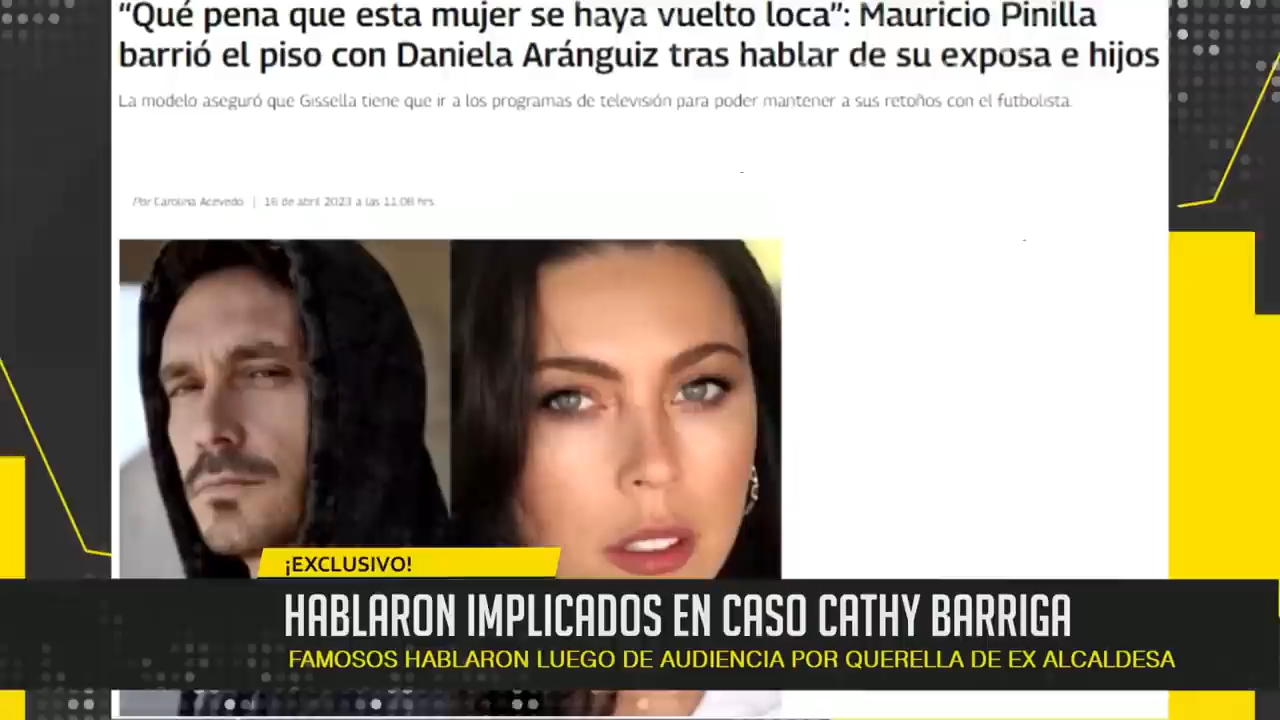 “Qué pena que esta mujer se haya vuelto loca”: Mauricio Pinilla
barrió el piso con Daniela Aránguiz tras hablar de su exposa e hijos
La modelo aseguró que Gissella tiene que ir a los programas de televisión para poder mantener a sus retoños con el futbolista.
Por Carolina Acevedo | 16 de abril 2023 a las 11:08 hrs.
¡EXCLUSIVO!
HABLARON IMPLICADOS EN CASO CATHY BARRIGA
FAMOSOS HABLARON LUEGO DE AUDIENCIA POR QUERELLA DE EX ALCALDESA